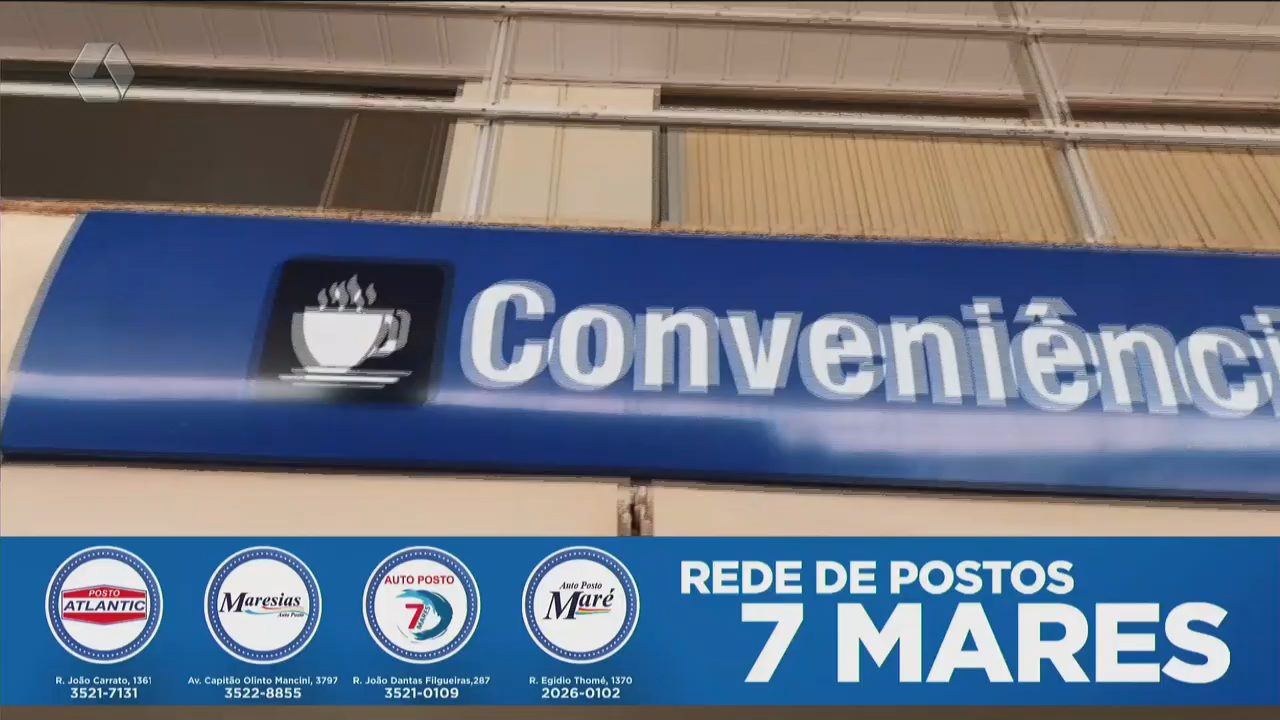 Conveniênci
REDE DE POSTOS
7 MARES
POSTO
ATLANTIC
R. João Carrato, 1361
3521-7131
Maresias
Auto Posto
Av. Capitão Olinto Mancini, 3797
3522-8855
AUTO POSTO
7
MARES
R. João Dantas Filgueiras,287
3521-0109
Auto Posto
Maré
R. Egidio Thomé, 1370
2026-0102